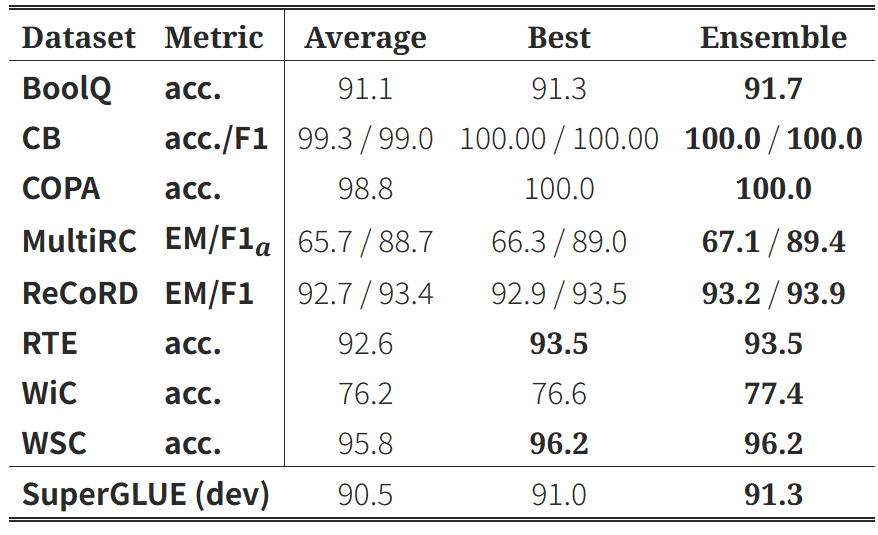 Dataset Metric Average Best Ensemble
BoolQ acc. 91.1 91.3 91.7
CB acc./F1 99.3 / 99.0 100.00 / 100.00 100.0 / 100.0
COPA acc. 98.8 100.0 100.0
MultiRC EM/F1a 65.7 / 88.7 66.3 / 89.0 67.1 / 89.4
ReCoRD EM/F1 92.7 / 93.4 92.9 / 93.5 93.2 / 93.9
RTE acc. 92.6 93.5 93.5
WiC acc. 76.2 76.6 77.4
WSC acc. 95.8 96.2 96.2
SuperGLUE (dev) 90.5 91.0 91.3